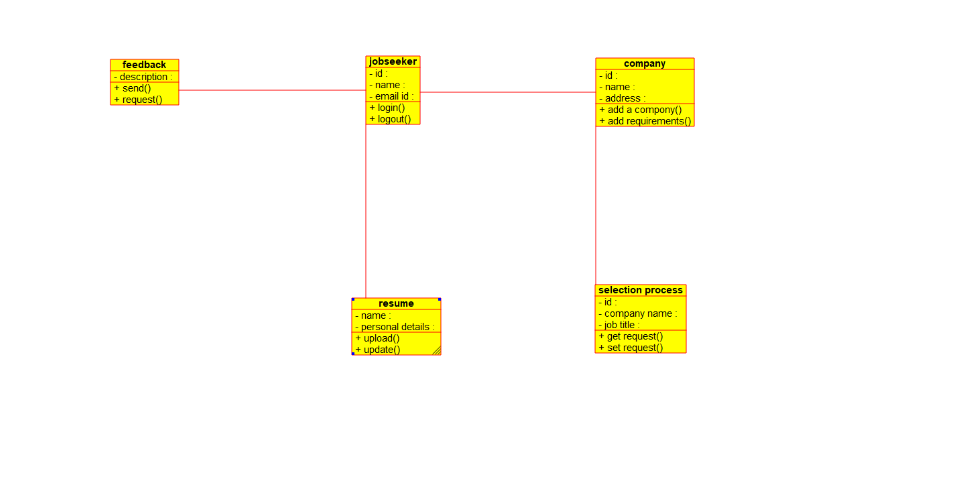 feedback
- description :
+ send()
+ request()
jobseeker
- id :
- name :
- email id :
+ login()
+ logout()
company
- id :
- name :
- address :
+ add a compony()
+ add requirements()
resume
- name :
- personal details :
+ upload()
+ update()
selection process
- id :
- company name :
- job title :
+ get request()
+ set request()